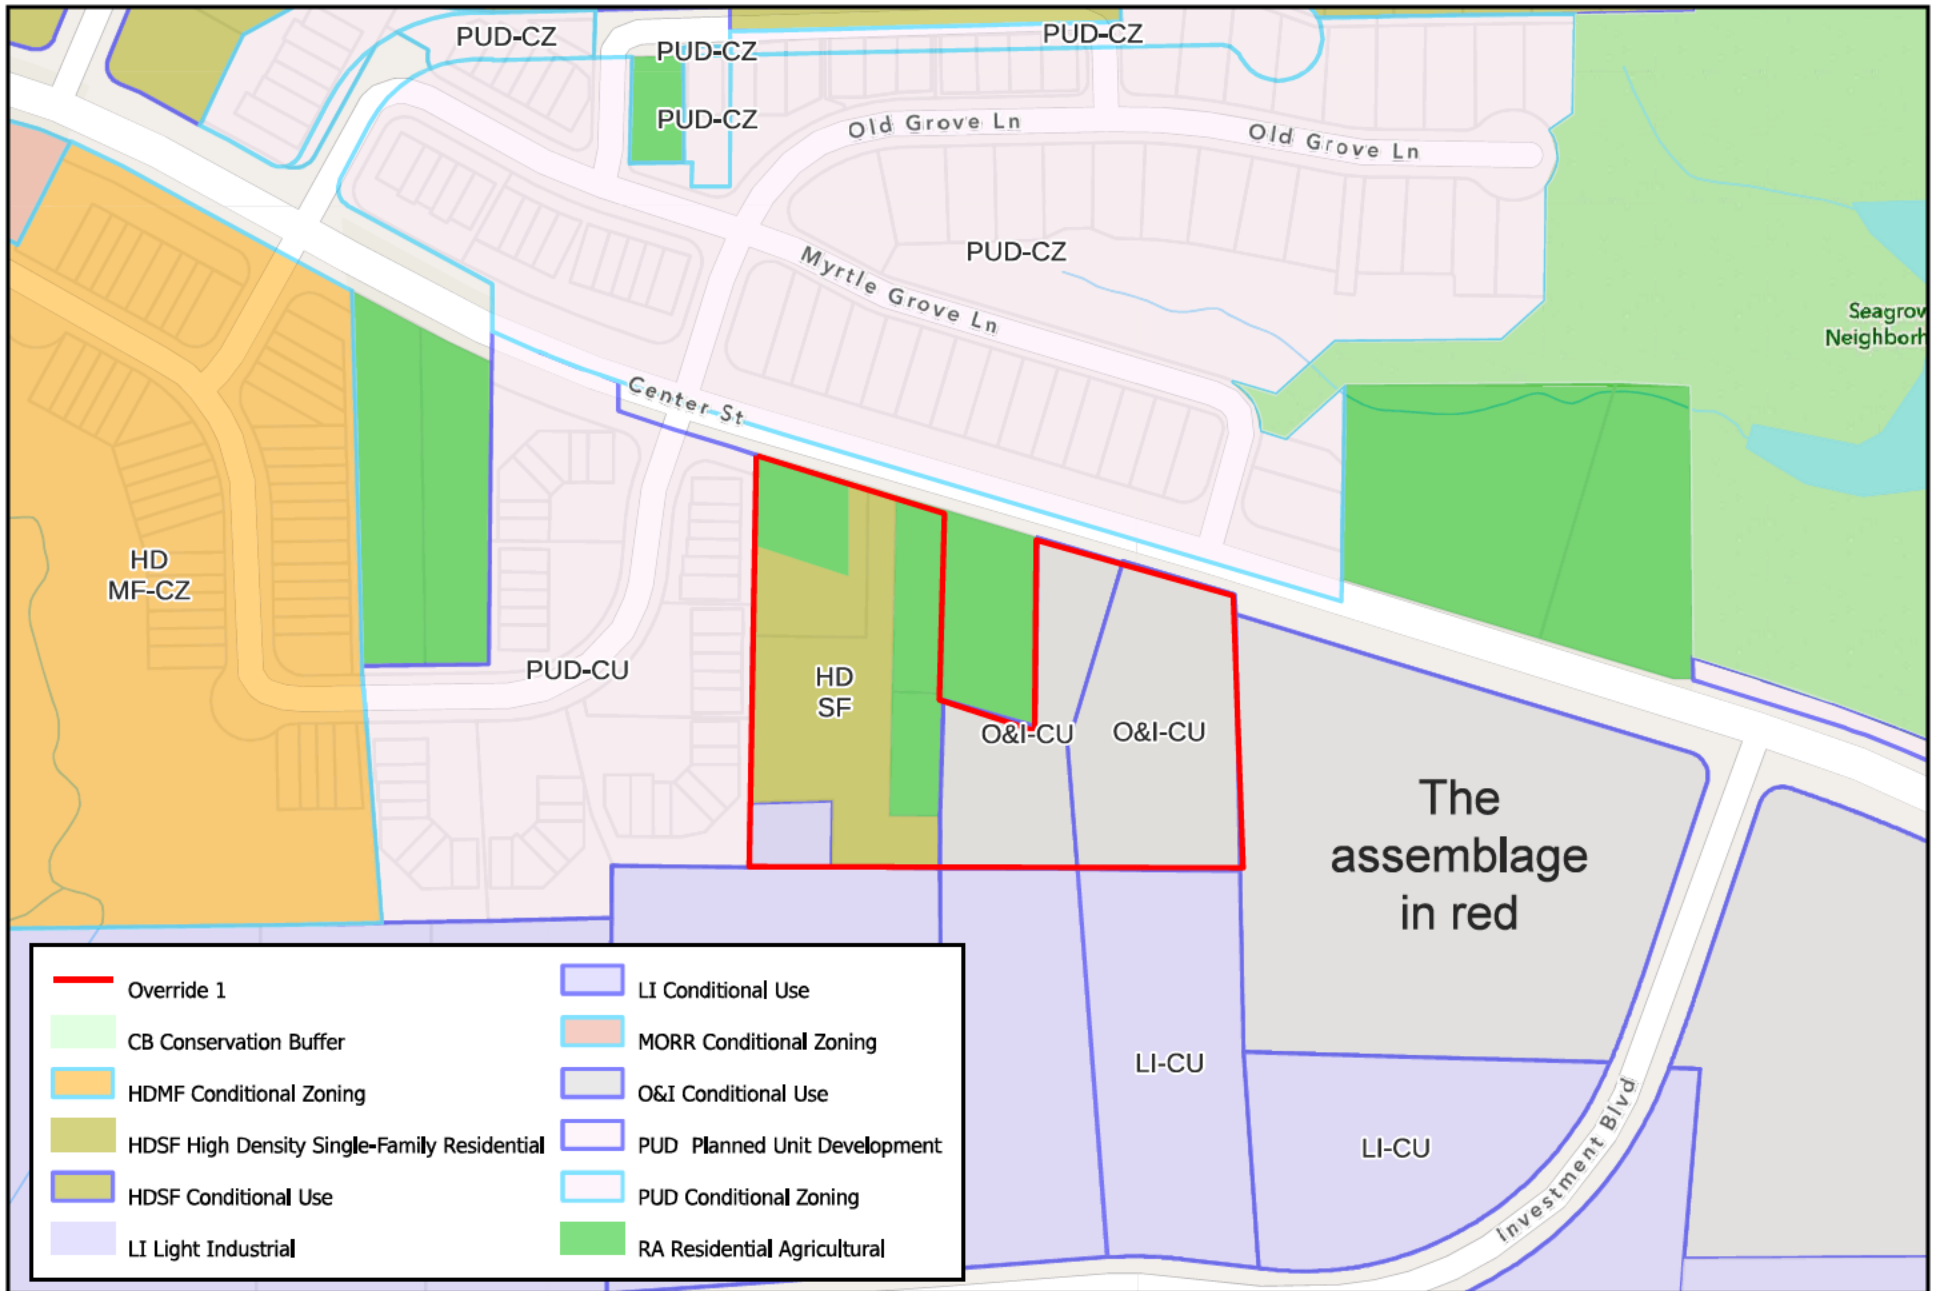 PUD-CZ
PUD-CZ
PUD-CZ
PUD-CZ
Old Grove Ln
Old Grove Ln
PUD-CZ
Myrtle Grove Ln
Center St
HD
MF-CZ
PUD-CU
HD
SF
O&I-CU
O&I-CU
The
assemblage
in red
LI-CU
LI-CU
Investment Blvd
Override 1
CB Conservation Buffer
HDMF Conditional Zoning
HDSF High Density Single-Family Residential
HDSF Conditional Use
LI Light Industrial
LI Conditional Use
MORR Conditional Zoning
O&I Conditional Use
PUD Planned Unit Development
PUD Conditional Zoning
RA Residential Agricultural